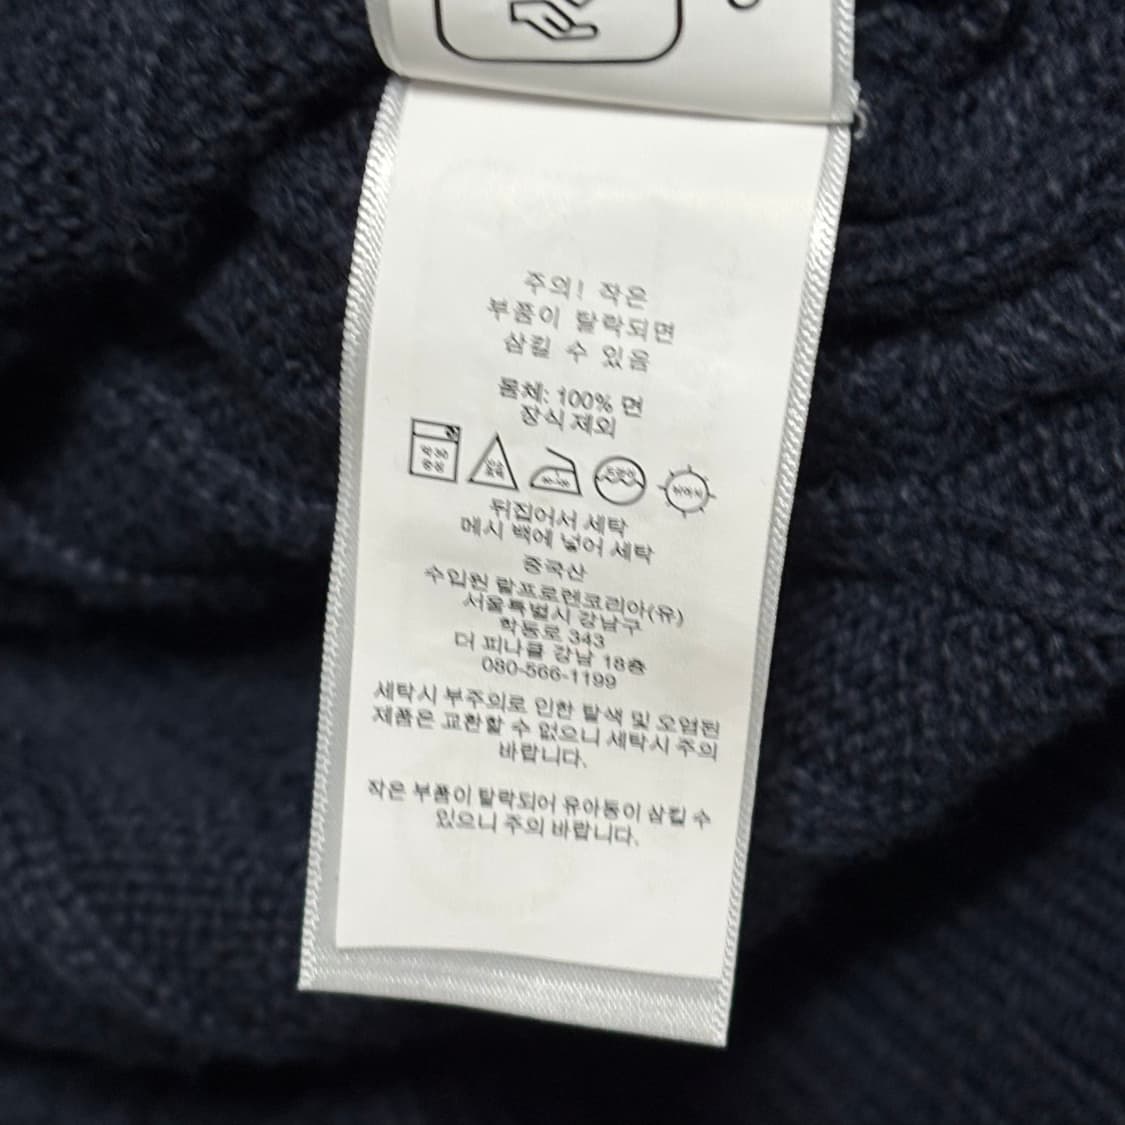 주의! 작은
부품이 탈락되면
삼킬 수 있음
몸체: 100% 면
장식 제외
약 30
중성
뒤집어서 세탁
메시 백에 넣어 세탁
중국산
수입원 랄프로렌코리아(유)
서울특별시 강남구
학동로 343
더 피나클 강남 18층
080-566-1199
세탁시 부주의로 인한 탈색 및 오염된
제품은 교환할 수 없으니 세탁시 주의
바랍니다.
작은 부품이 탈락되어 유아동이 삼킬 수
있으니 주의 바랍니다.